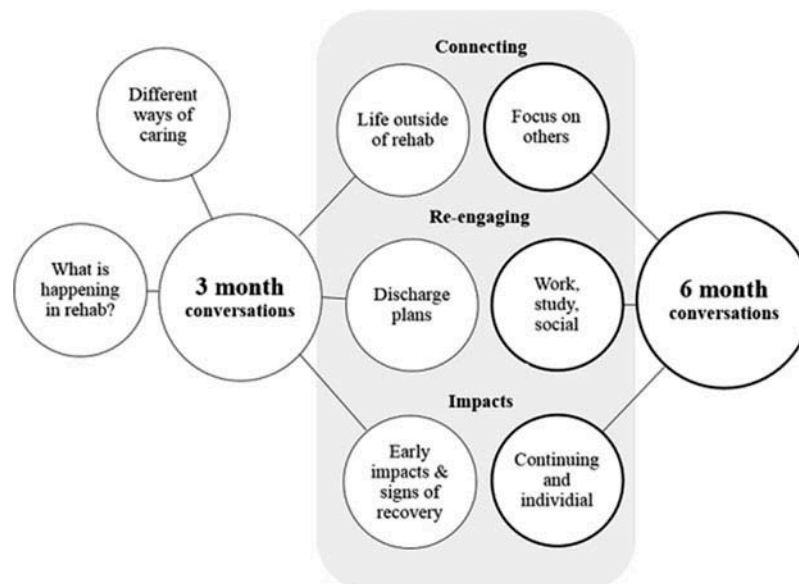 Connecting
Different
ways of
caring
Life outside
of rehab
Focus on
others
Re-engaging
What is
happening
in rehab?
3 month
conversations
Discharge
plans
Work,
study,
social
6 month
conversations
Impacts
Early
impacts &
signs of
recovery
Continuing
and
individial